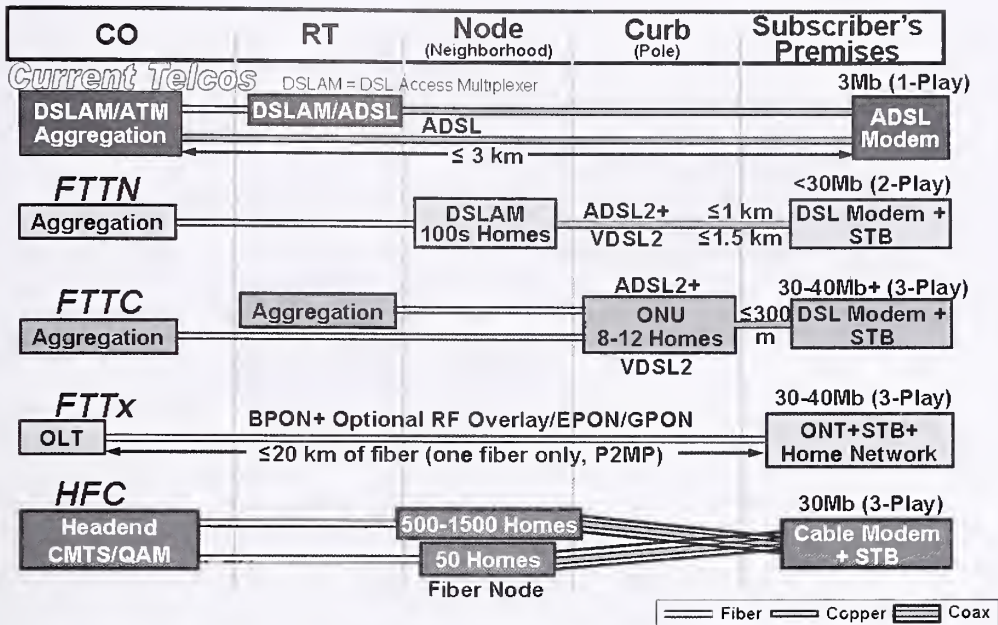 CO RT Node (Neighborhood) Curb (Pole) Subscriber's Premises
Current Telcos
DSLAM = DSL Access Multiplexer
3Mb (1-Play)
DSLAM/ATM Aggregation
DSLAM/ADSL
ADSL
≤ 3 km
ADSL Modem
FTTN
<30Mb (2-Play)
Aggregation
DSLAM
100s Homes
ADSL2+
VDSL2
≤1 km
≤1.5 km
DSL Modem +
STB
FTTC
ADSL2+
30-40Mb+ (3-Play)
Aggregation
Aggregation
ONU
8-12 Homes
≤300
m
DSL Modem +
STB
VDSL2
FTTx
30-40Mb (3-Play)
OLT
BPON+ Optional RF Overlay/EPON/GPON
≤20 km of fiber (one fiber only, P2MP)
ONT+STB+
Home Network
HFC
30Mb (3-Play)
Headend
CMTS/QAM
500-1500 Homes
50 Homes
Fiber Node
Cable Modem
+ STB
Fiber Copper Coax